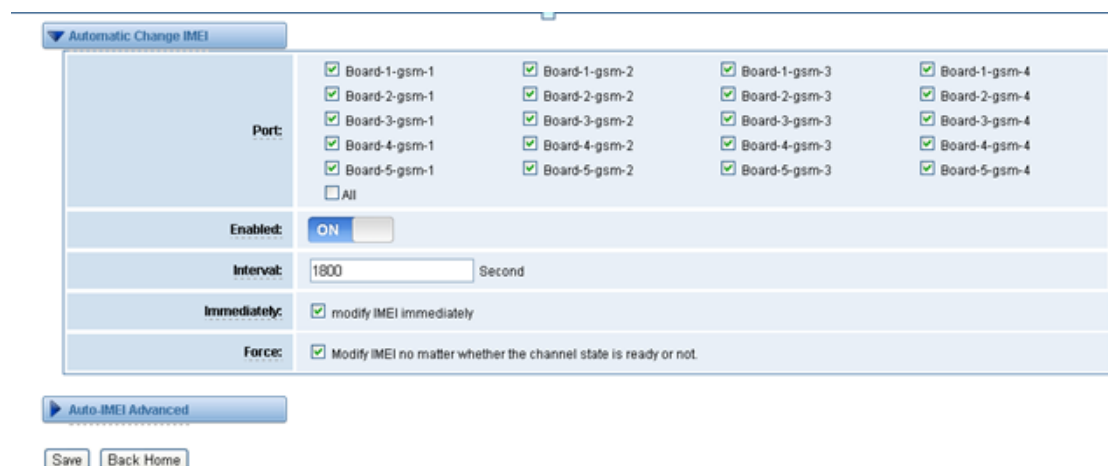 Automatic Change IMEI
Port:
Board-1-gsm-1 Board-1-gsm-2 Board-1-gsm-3 Board-1-gsm-4
Board-2-gsm-1 Board-2-gsm-2 Board-2-gsm-3 Board-2-gsm-4
Board-3-gsm-1 Board-3-gsm-2 Board-3-gsm-3 Board-3-gsm-4
Board-4-gsm-1 Board-4-gsm-2 Board-4-gsm-3 Board-4-gsm-4
Board-5-gsm-1 Board-5-gsm-2 Board-5-gsm-3 Board-5-gsm-4
All
Enabled: ON
Interval: 1800 Second
Immediately: modify IMEI immediately
Force: Modify IMEI no matter whether the channel state is ready or not.
Auto-IMEI Advanced
Save Back Home